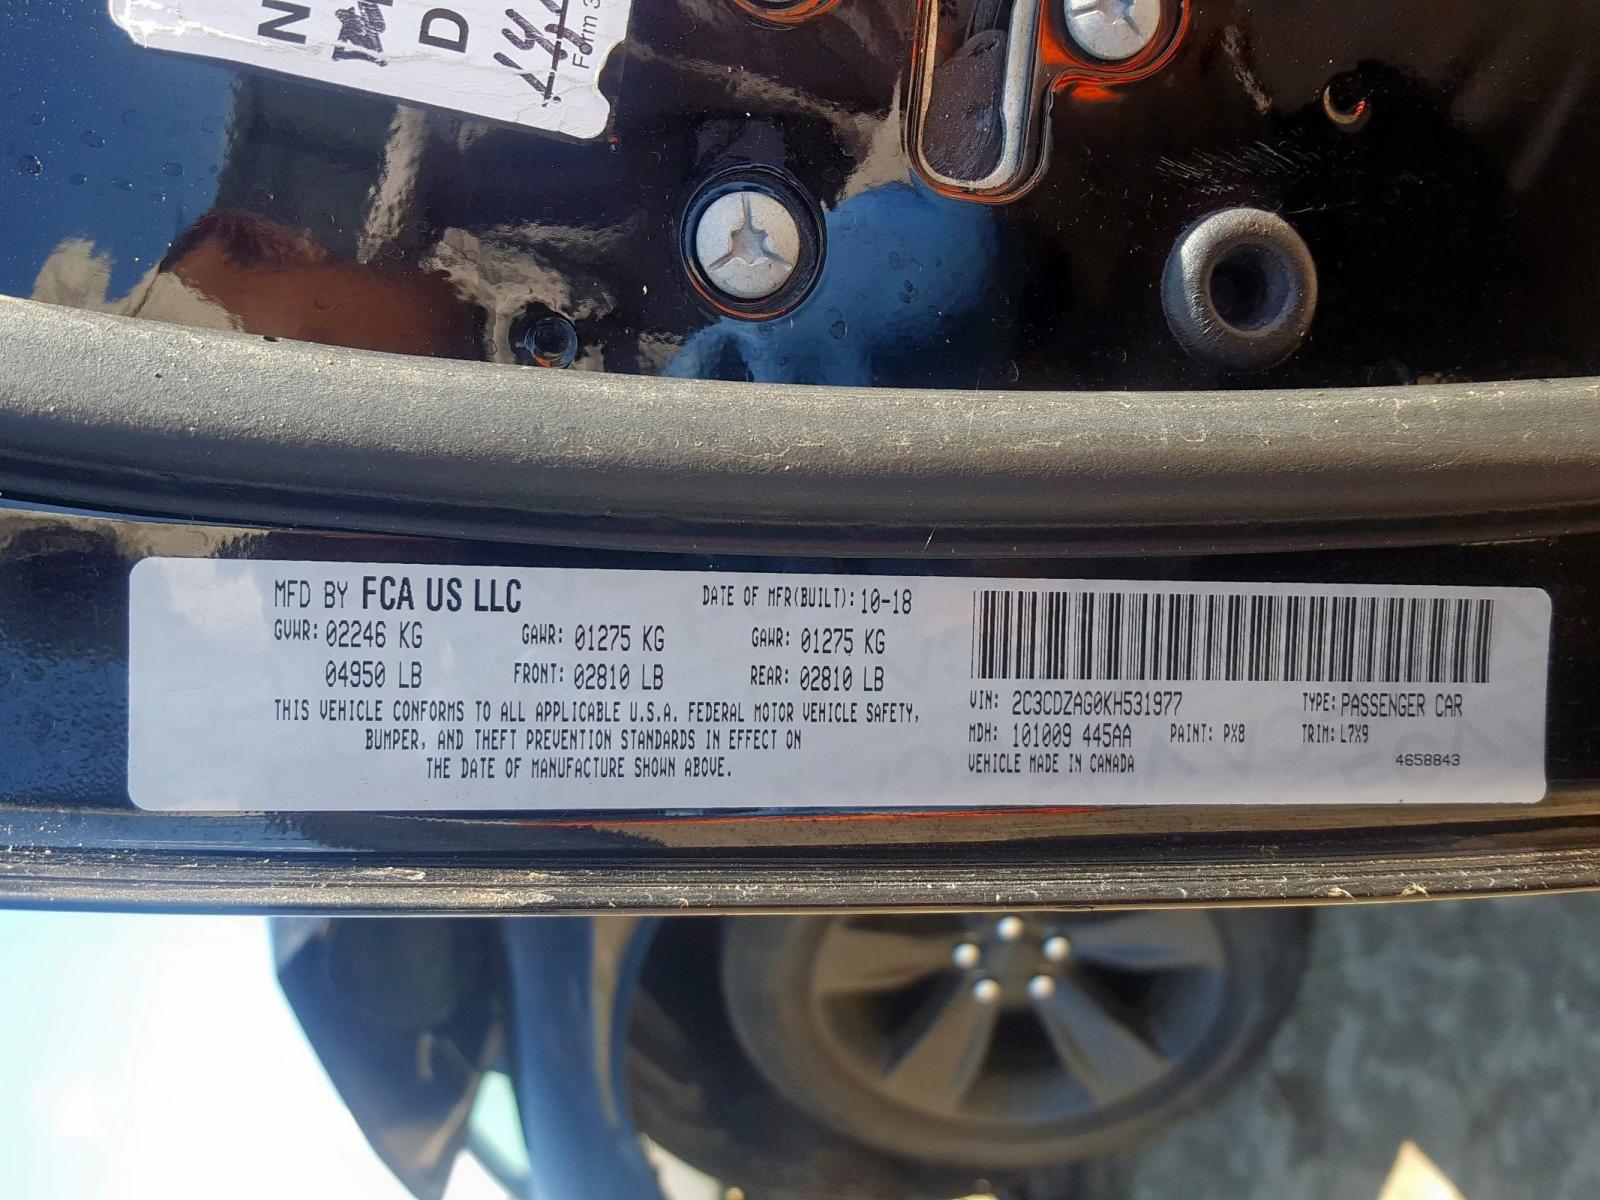 N
D
Form 3
MFD BY FCA US LLC DATE OF MFR(BUILT): 10-18
GVWR: 02246 KG GAWR: 01275 KG GAWR: 01275 KG
04950 LB FRONT: 02810 LB REAR: 02810 LB
THIS VEHICLE CONFORMS TO ALL APPLICABLE U.S.A. FEDERAL MOTOR VEHICLE SAFETY,
BUMPER, AND THEFT PREVENTION STANDARDS IN EFFECT ON
THE DATE OF MANUFACTURE SHOWN ABOVE.
VIN: 2C3CDZAG0KH531977 TYPE: PASSENGER CAR
MDH: 101009 445AA PAINT: PX8 TRIM: L7X9
VEHICLE MADE IN CANADA 4658843